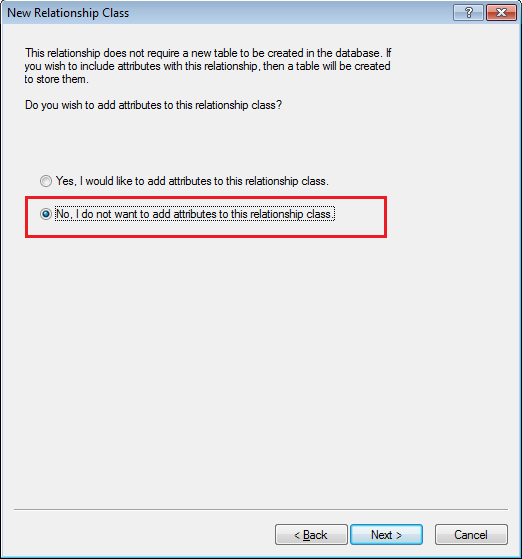 New Relationship Class
This relationship does not require a new table to be created in the database. If
you wish to include attributes with this relationship, then a table will be created
to store them.
Do you wish to add attributes to this relationship class?
Yes, I would like to add attributes to this relationship class.
No, I do not want to add attributes to this relationship class.
< Back
Next >
Cancel